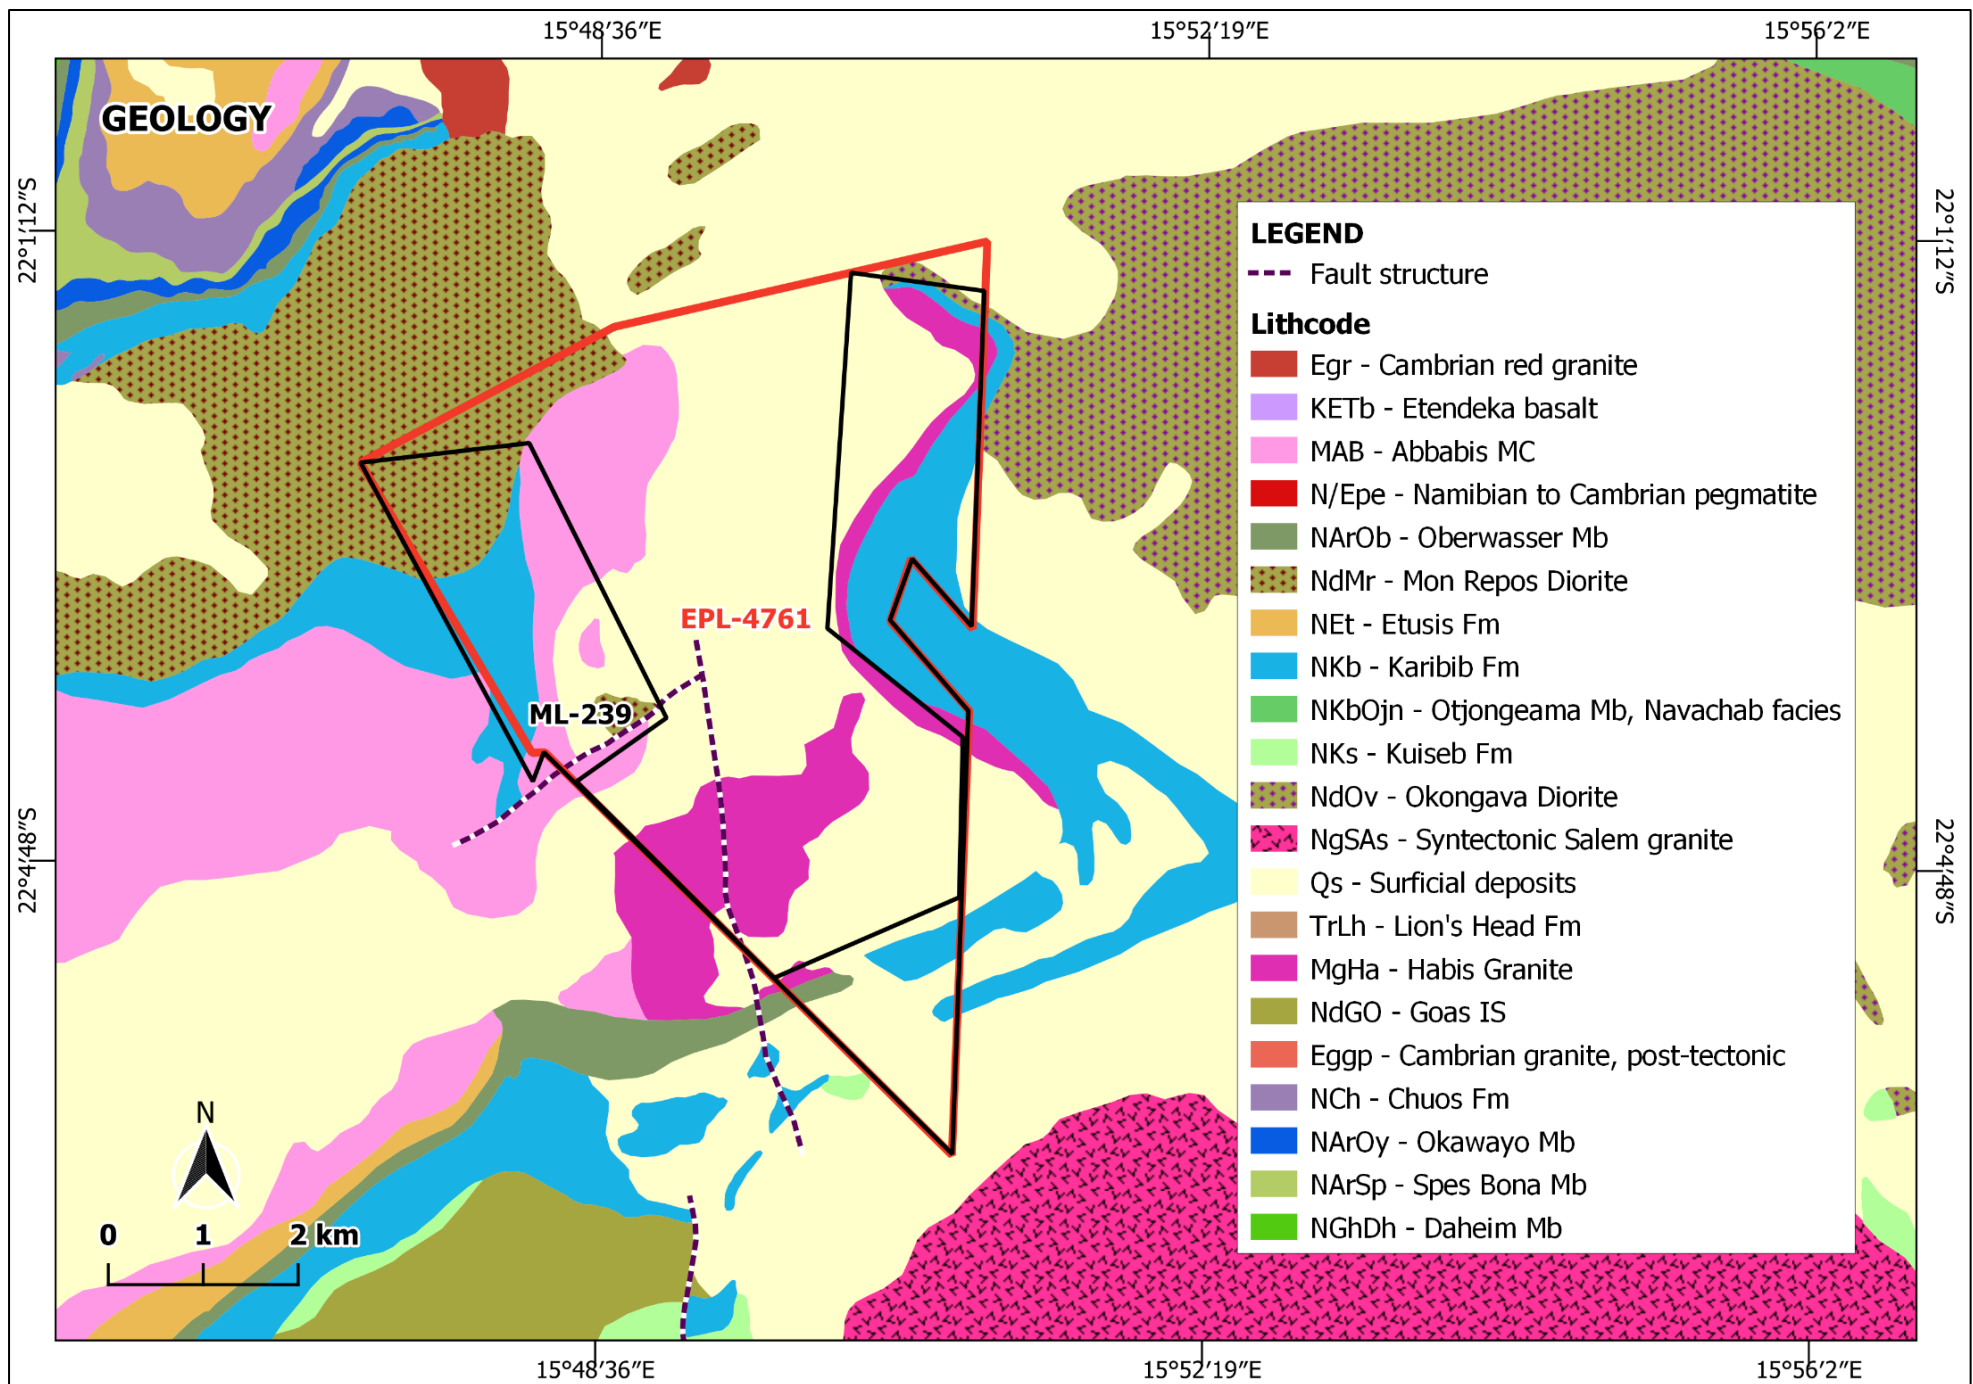 15°48′36″E
15°52′19″E
15°56′2″E
GEOLOGY
22°1′12″S
22°1′12″S
LEGEND
Fault structure
Lithcode
Egr - Cambrian red granite
KETb - Etendeka basalt
MAB - Abbabis MC
N/Epe - Namibian to Cambrian pegmatite
NArOb - Oberwasser Mb
NdMr - Mon Repos Diorite
NEt - Etusis Fm
NKb - Karibib Fm
NKbOjn - Otjongeama Mb, Navachab facies
NKs - Kuiseb Fm
NdOv - Okongava Diorite
NgSAs - Syntectonic Salem granite
Qs - Surficial deposits
TrLh - Lion's Head Fm
MgHa - Habis Granite
NdGO - Goas IS
Eggp - Cambrian granite, post-tectonic
NCh - Chuos Fm
NArOy - Okawayo Mb
NArSp - Spes Bona Mb
NGhDh - Daheim Mb
EPL-4761
ML-239
22°4′48″S
22°4′48″S
N
0 1 2 km
15°48′36″E
15°52′19″E
15°56′2″E